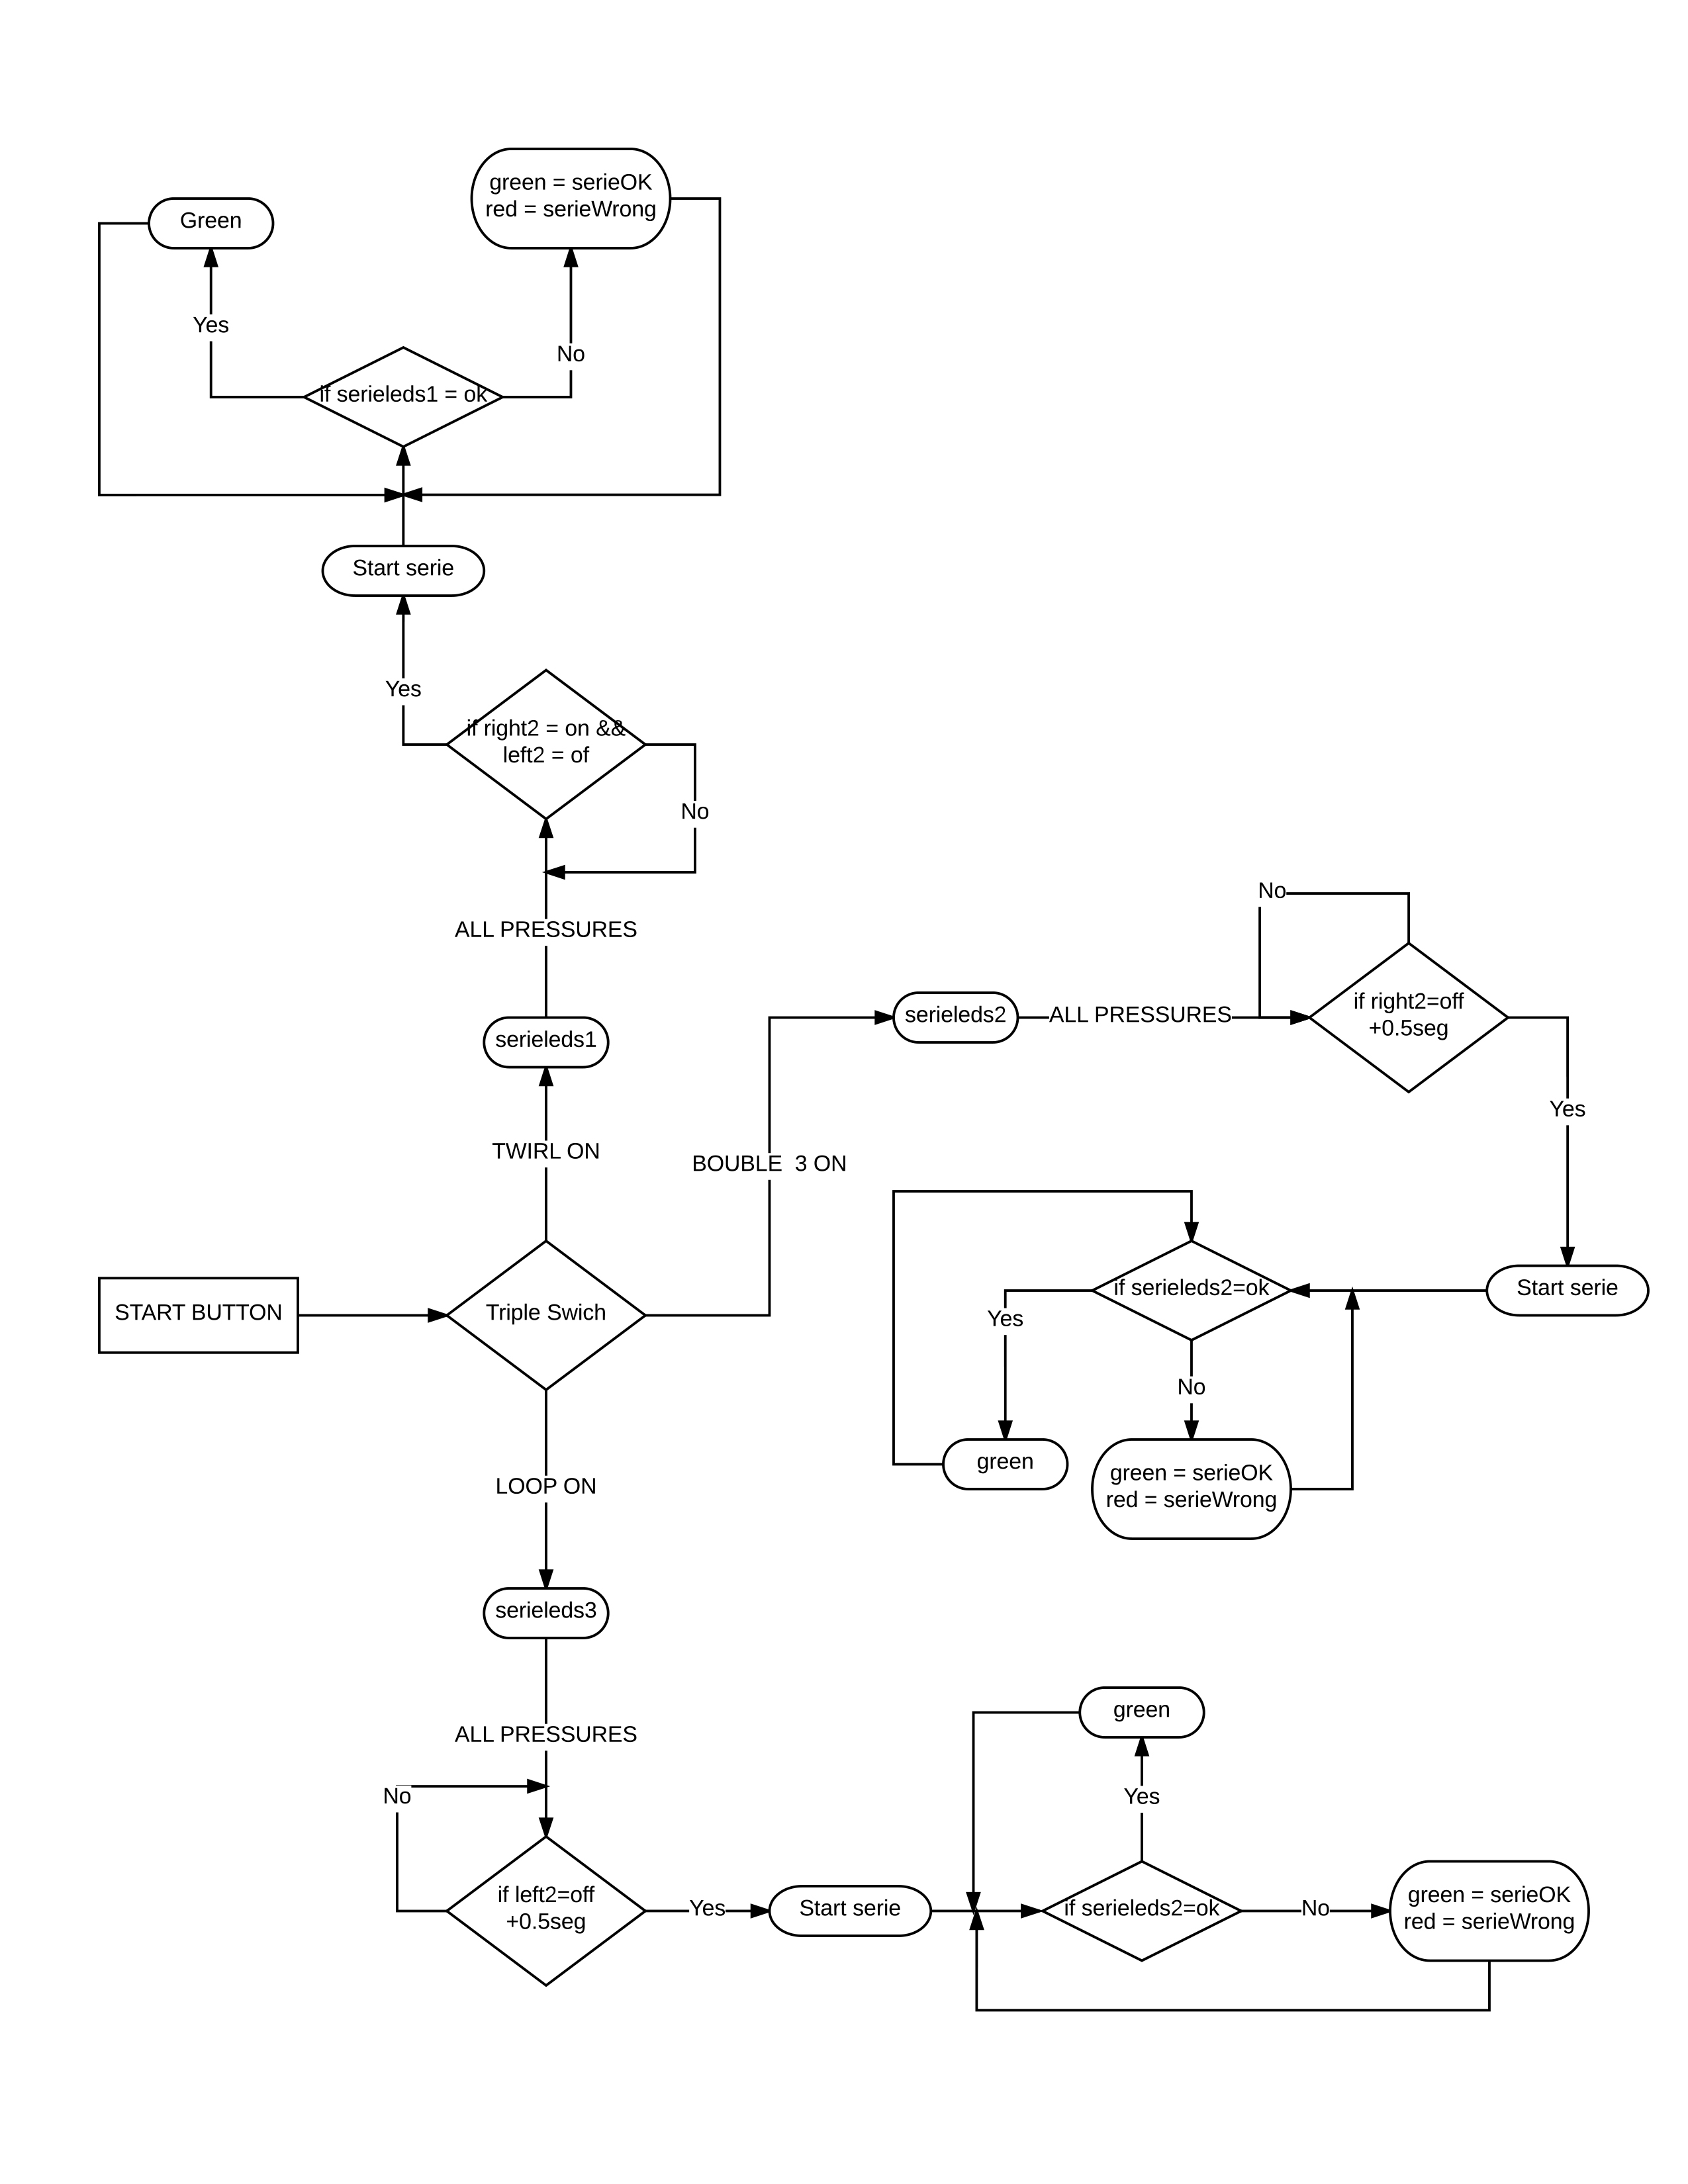 green = serieOK
red = serieWrong
Green
Yes
No
if serieleds1 = ok
Start serie
Yes
if right2 = on &&
left2 = of
No
ALL PRESSURES
serieleds1
TWIRL ON
BOUBLE  3 ON
serieleds2
ALL PRESSURES
No
if right2=off
+0.5seg
Yes
START BUTTON
Triple Swich
Start serie
if serieleds2=ok
Yes
No
green
green = serieOK
red = serieWrong
LOOP ON
serieleds3
ALL PRESSURES
No
if left2=off
+0.5seg
Yes
Start serie
green
Yes
if serieleds2=ok
No
green = serieOK
red = serieWrong